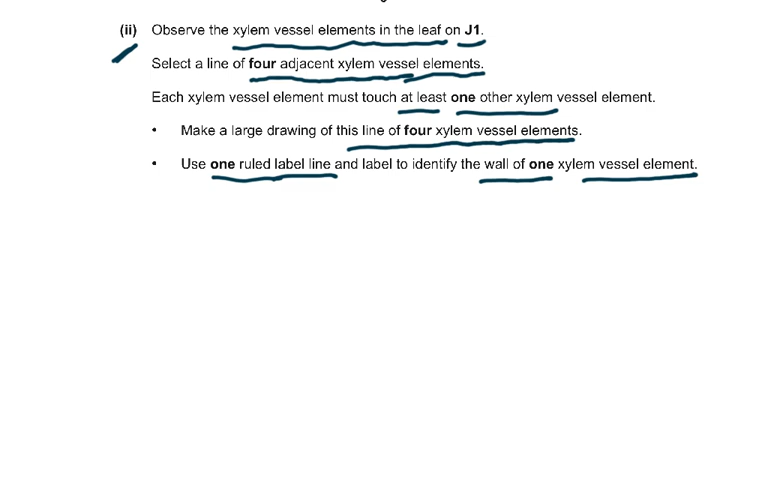 (ii) Observe the xylem vessel elements in the leaf on J1.
Select a line of four adjacent xylem vessel elements.
Each xylem vessel element must touch at least one other xylem vessel element.
• Make a large drawing of this line of four xylem vessel elements.
• Use one ruled label line and label to identify the wall of one xylem vessel element.